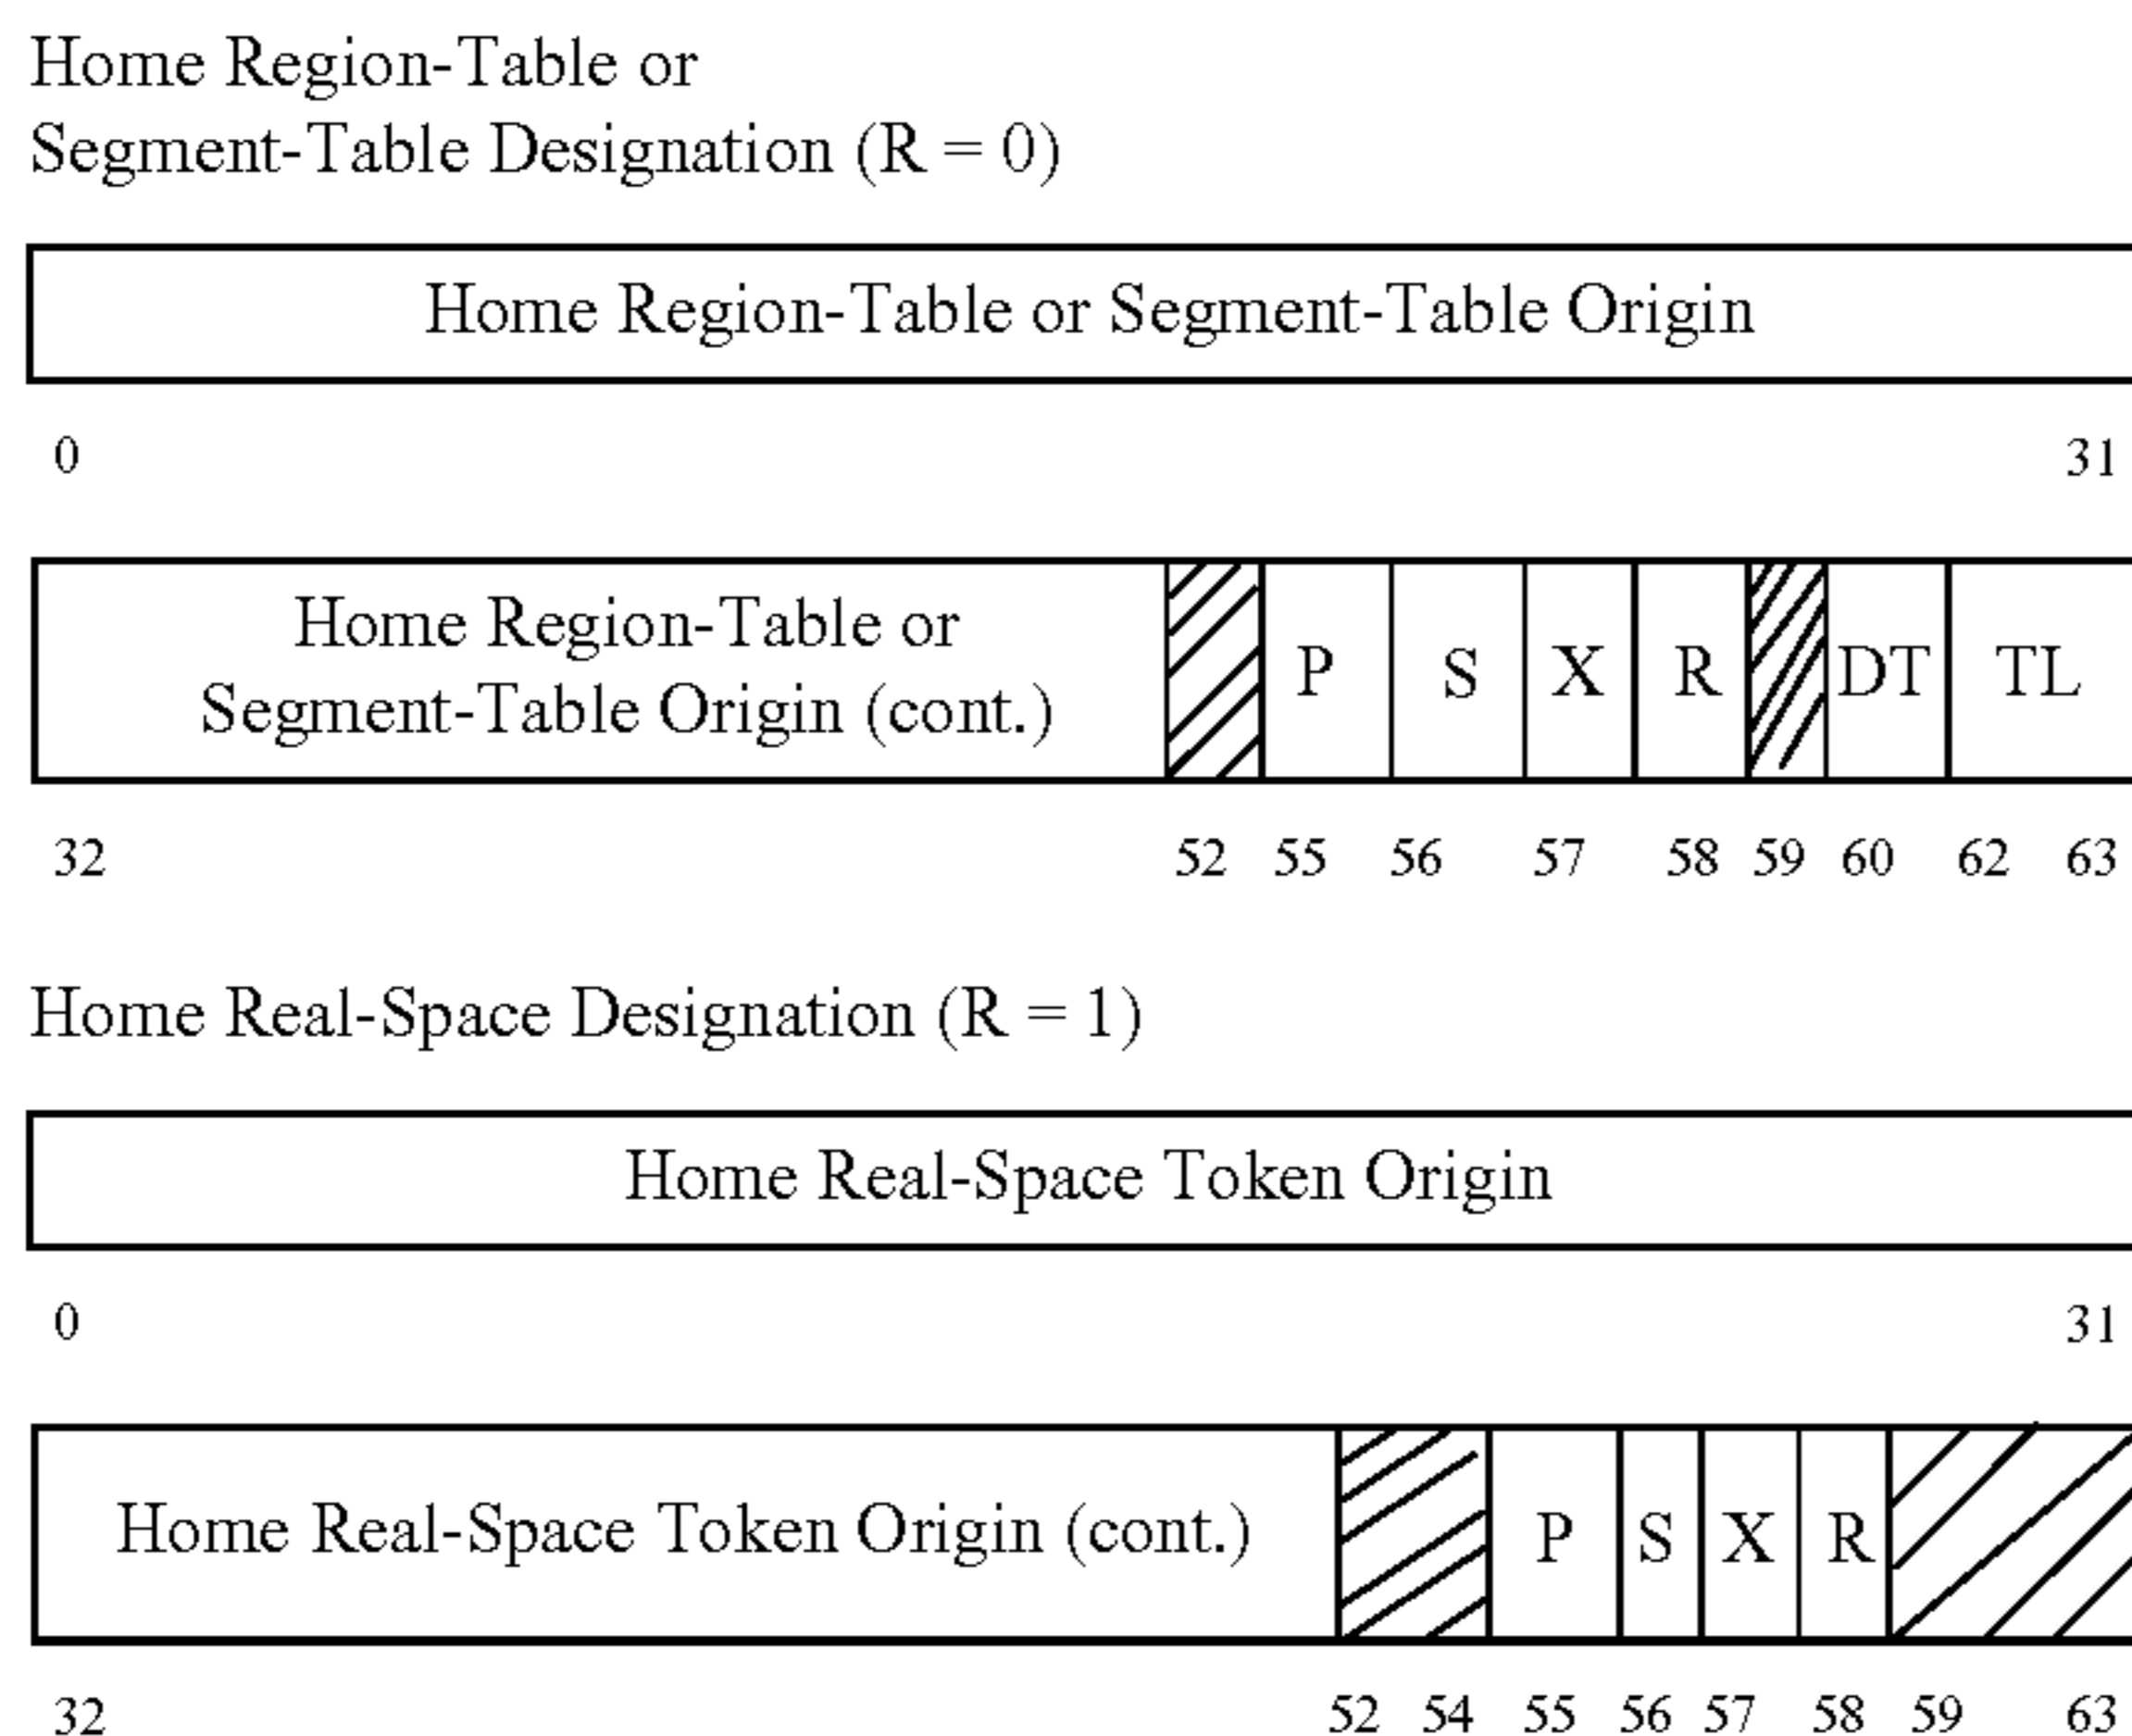 Home Region-Table or
Segment-Table Designation (R = 0)
Home Region-Table or Segment-Table Origin
0 31
Home Region-Table or
Segment-Table Origin (cont.)
P S X R DT TL
32 52 55 56 57 58 59 60 62 63
Home Real-Space Designation (R = 1)
Home Real-Space Token Origin
0 31
Home Real-Space Token Origin (cont.) P S X R
32 52 54 55 56 57 58 59 63